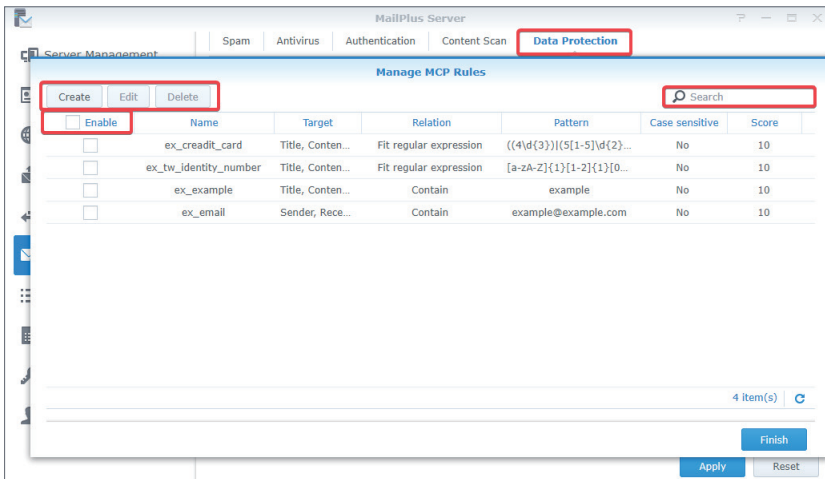 MailPlus Server
Server Management
Spam Antivirus Authentication Content Scan Data Protection
Manage MCP Rules
Create Edit Delete Search
Enable Name Target Relation Pattern Case sensitive Score
ex_creadit_card Title, Conten... Fit regular expression ((4\d{3})|(5[1-5]\d{2}... No 10
ex_tw_identity_number Title, Conten... Fit regular expression [a-zA-Z]{1}[1-2]{1}[0... No 10
ex_example Title, Conten... Contain example No 10
ex_email Sender, Rece... Contain example@example.com No 10
4 item(s)
Finish
Apply Reset